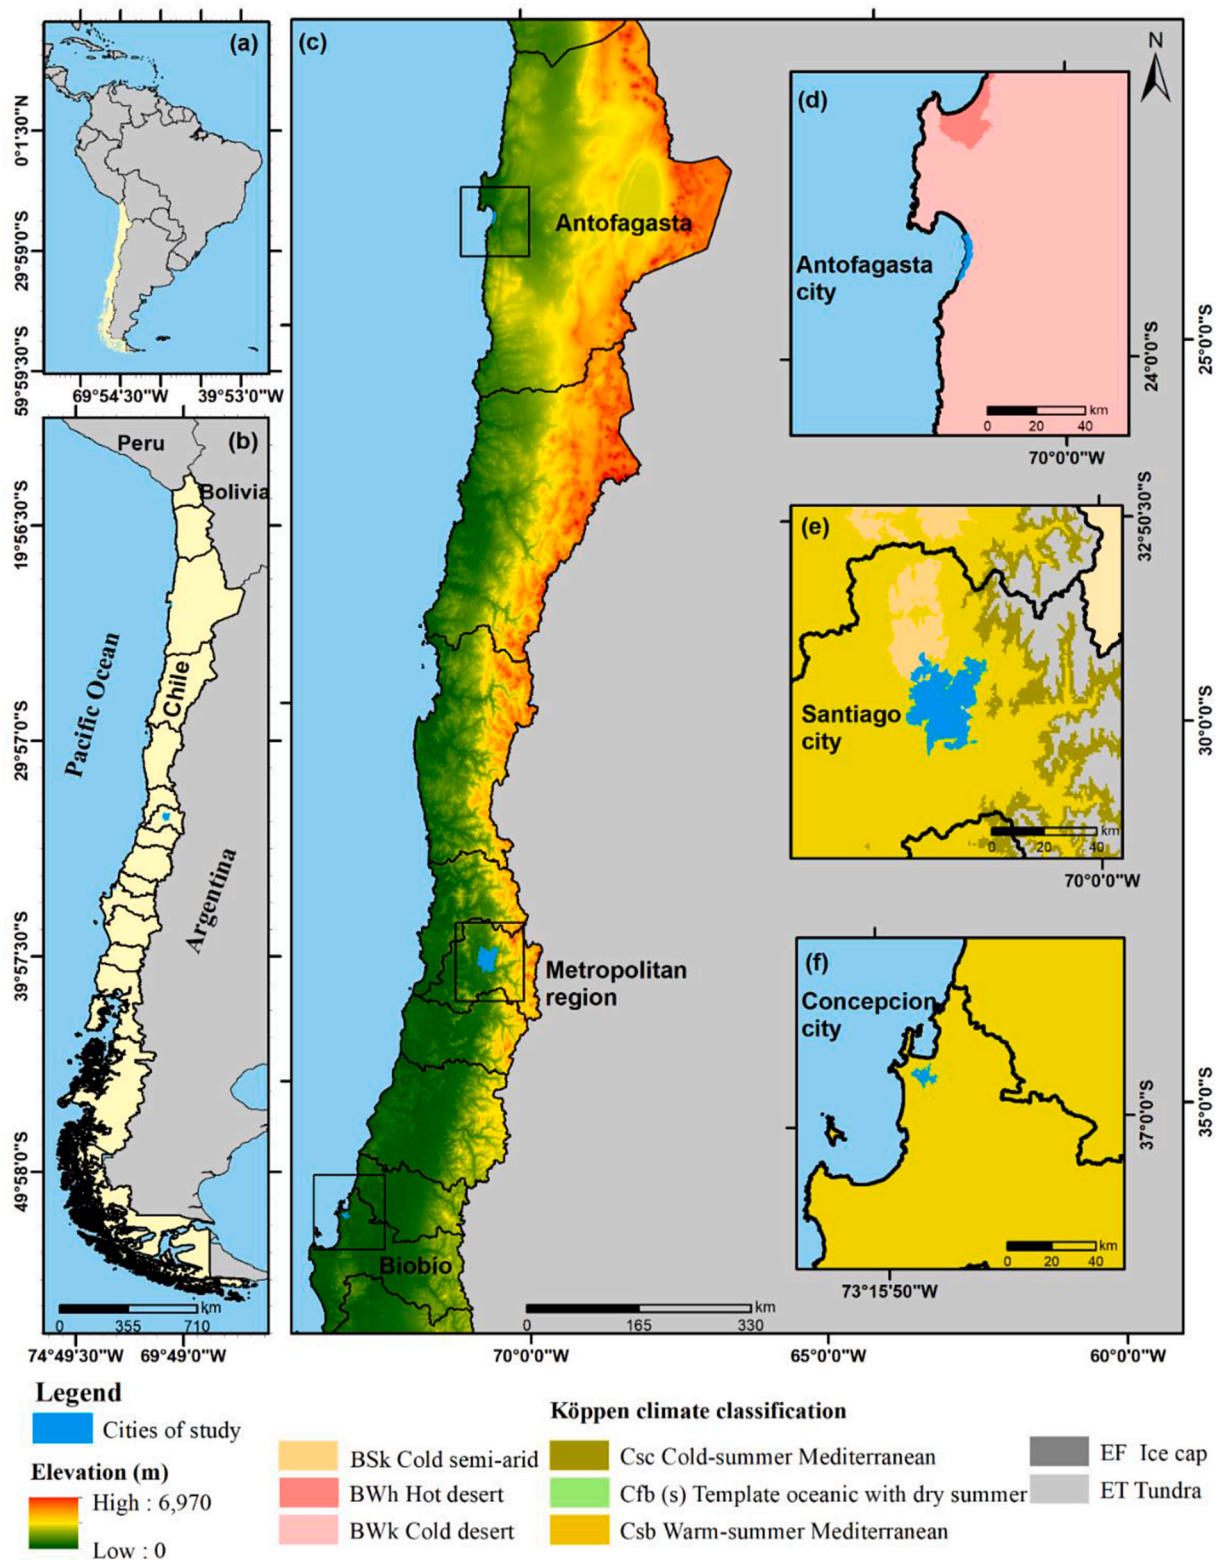 (a)
0°1'30"N
29°59'0"S
59°59'30"S
69°54'30"W 39°53'0"W
(b)
Peru
Bolivia
Chile
Pacific Ocean
Argentina
19°56'30"S
29°57'0"S
39°57'30"S
49°58'0"S
km
0 355 710
74°49'30"W 69°49'0"W
(c)
N
Antofagasta
Metropolitan
region
Biobío
km
0 165 330
70°0'0"W 65°0'0"W 60°0'0"W
25°0'0"S
30°0'0"S
35°0'0"S
(d)
Antofagasta
city
km
0 20 40
24°0'0"S
70°0'0"W
(e)
Santiago
city
km
0 20 40
32°50'30"S
70°0'0"W
(f)
Concepcion
city
km
0 20 40
37°0'0"S
73°15'50"W
Legend
Cities of study
Elevation (m)
High : 6,970
Low : 0
Köppen climate classification
BSk Cold semi-arid
BWh Hot desert
BWk Cold desert
Csc Cold-summer Mediterranean
Cfb (s) Template oceanic with dry summer
Csb Warm-summer Mediterranean
EF Ice cap
ET Tundra